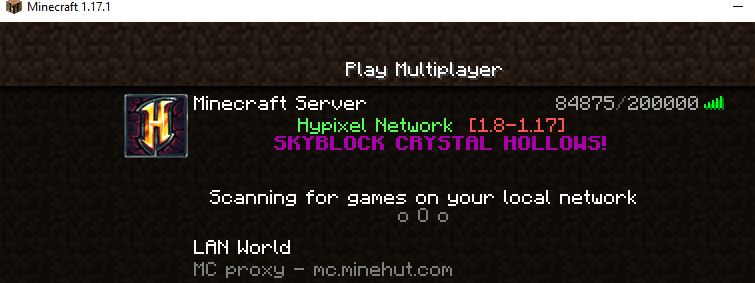 Minecraft 1.17.1
Play Multiplayer
Minecraft Server 84875/200000
H
Hypixel Network [1.8-1.17]
SKYBLOCK CRYSTAL HOLLOWS!
Scanning for games on your local network
o O o
LAN World
MC proxy - mc.minehut.com